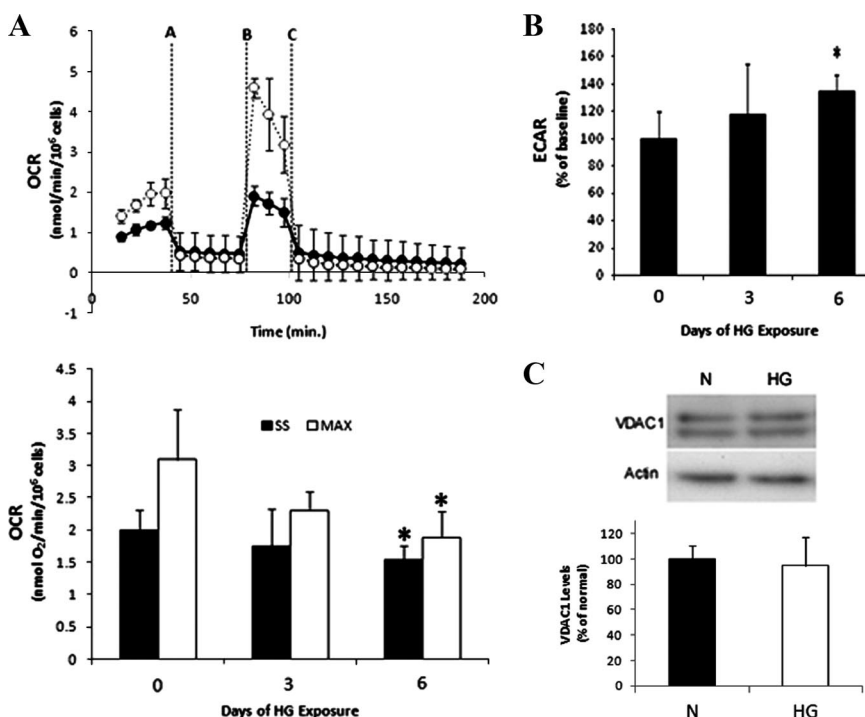 A
A B C
6
5
4
3
2
1
0
-1
0 50 100 150 200
OCR
(nmol/min/10⁶ cells)
Time (min.)
3.5
3
2.5
2
1.5
1
0.5
0
SS MAX
* *
OCR
(nmol O₂/min/10⁶ cells)
0 3 6
Days of HG Exposure
B
180
160
140
120
100
80
60
40
20
0
*
ECAR
(% of baseline)
0 3 6
Days of HG Exposure
C
N HG
VDAC1
Actin
120
100
80
60
40
20
0
VDAC1 Levels
(% of normal)
N HG